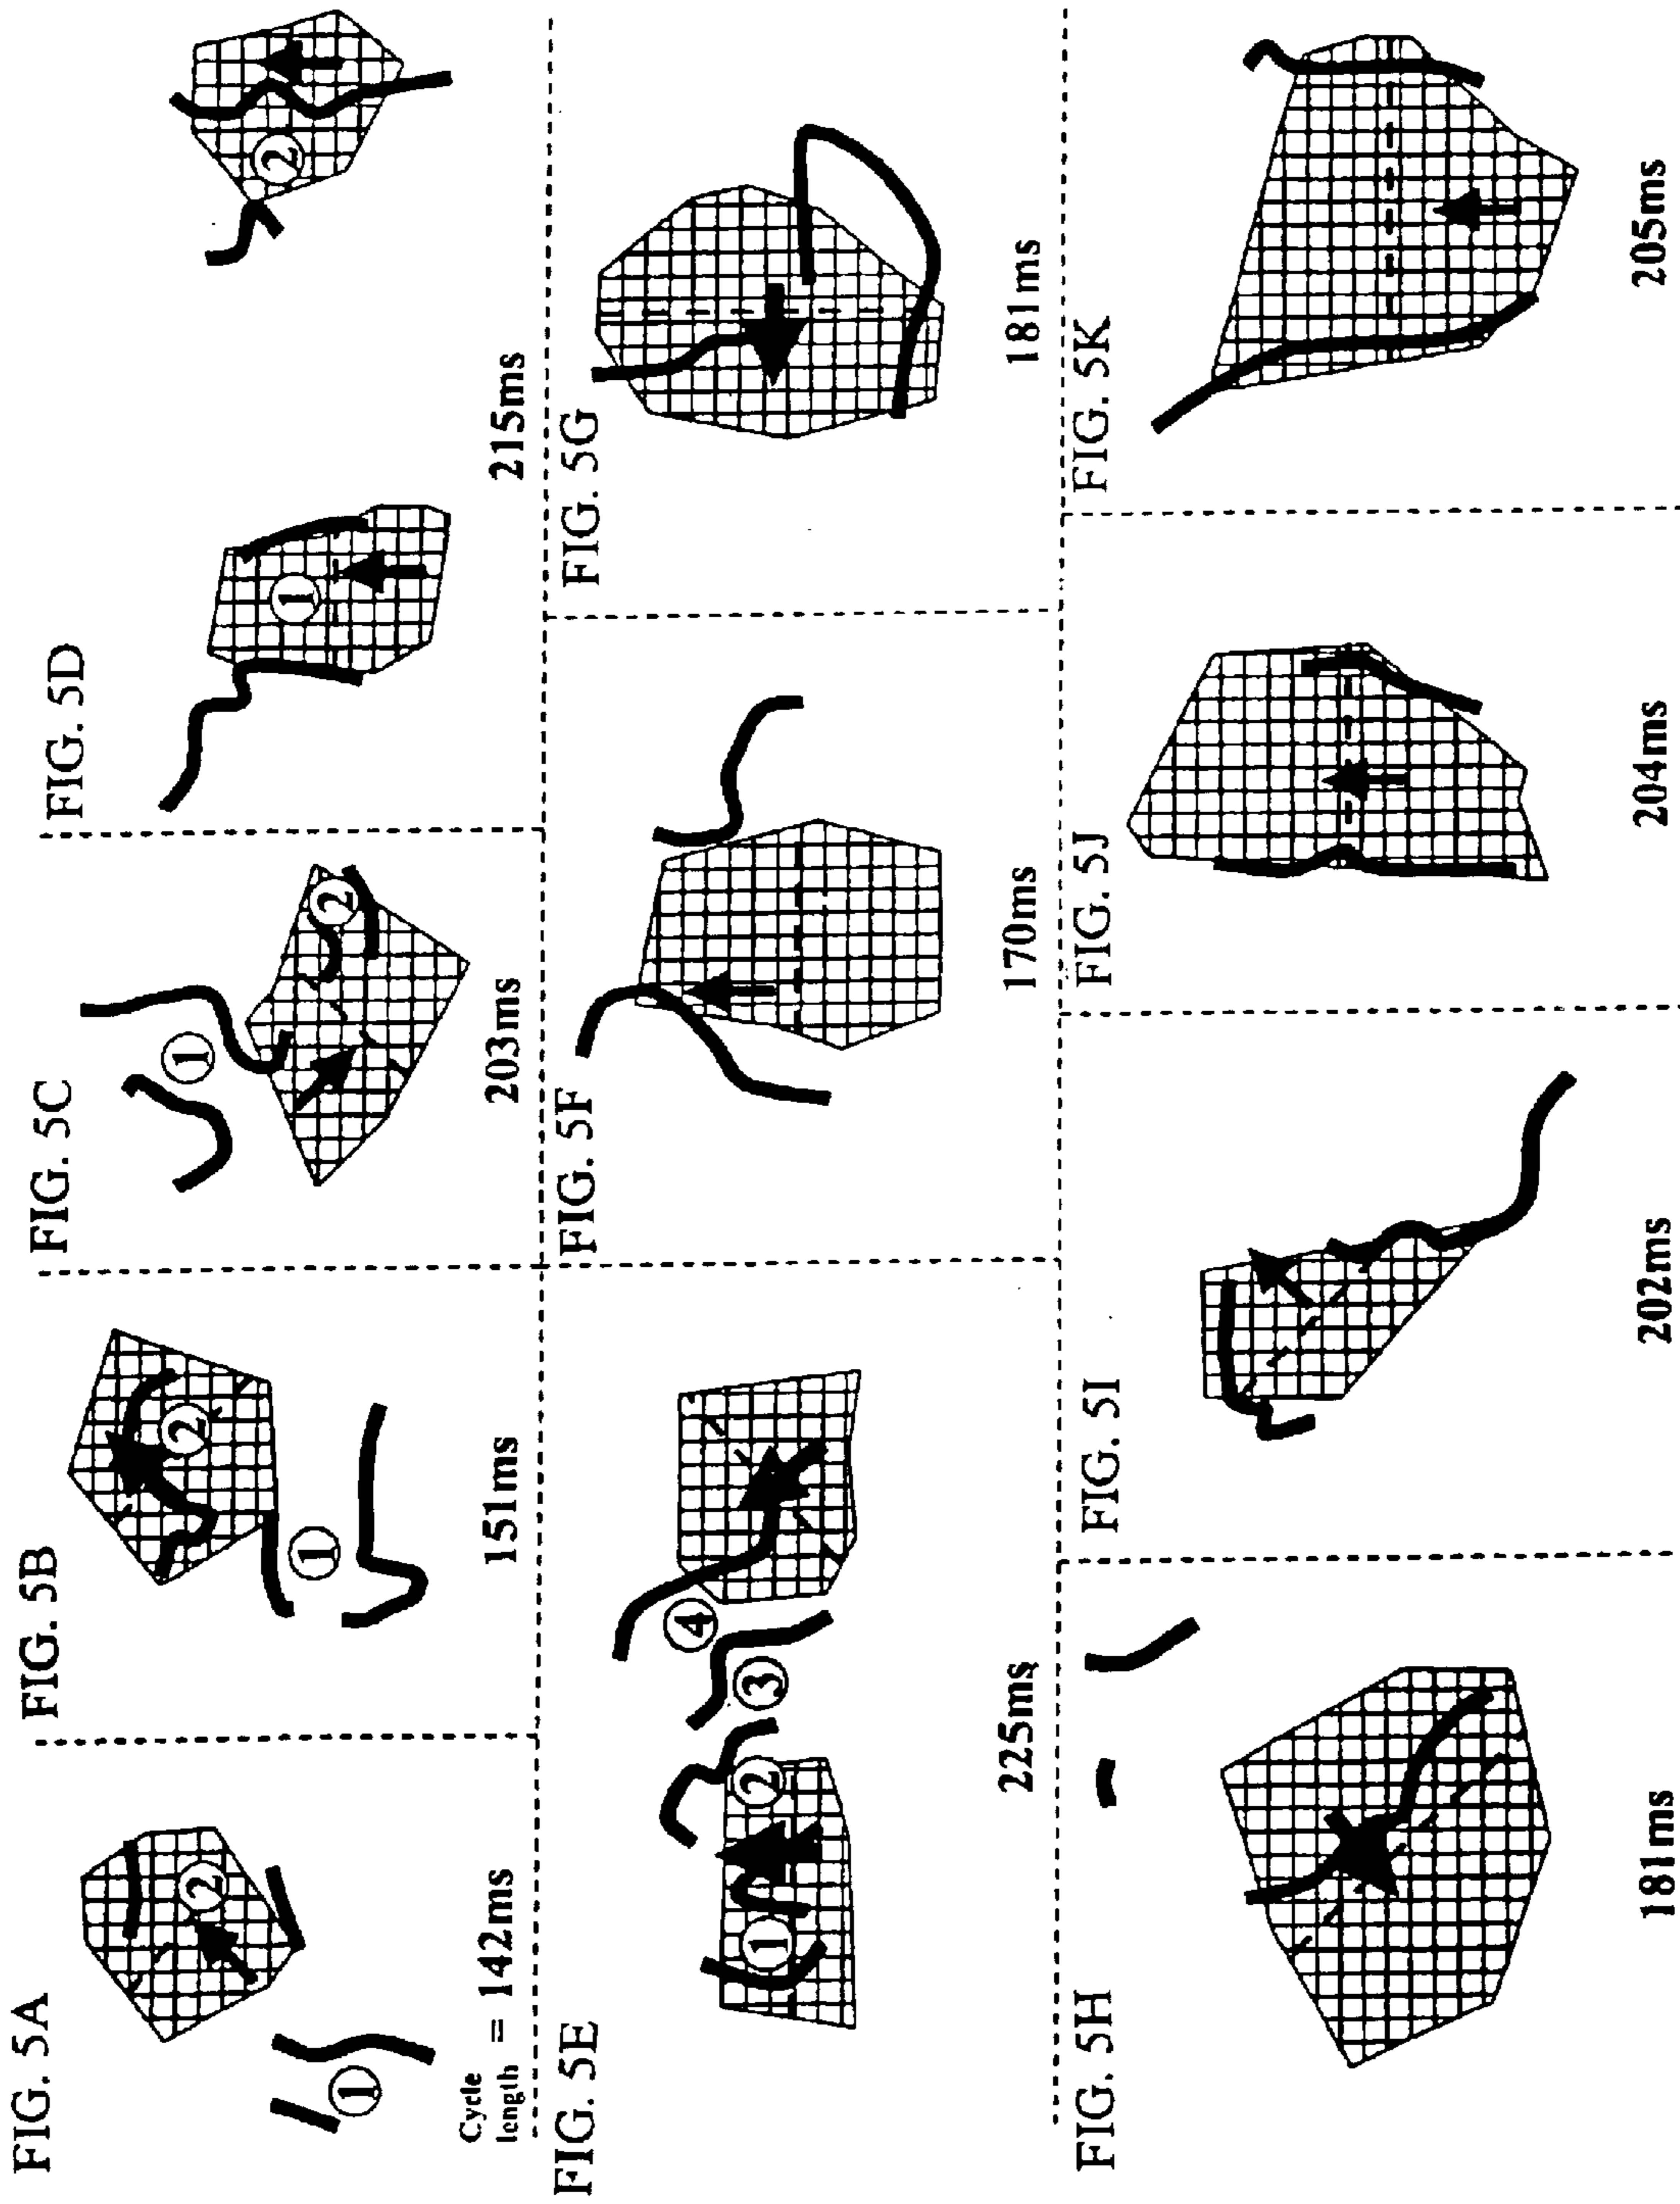 FIG. 5A
②
①
Cycle
length = 142ms
FIG. 5B
②
①
151ms
FIG. 5C
①
②
203ms
FIG. 5D
①
②
215ms
FIG. 5E
①
②
③
④
225ms
FIG. 5F
170ms
FIG. 5G
181ms
FIG. 5H
181ms
FIG. 5I
202ms
FIG. 5J
204ms
FIG. 5K
205ms